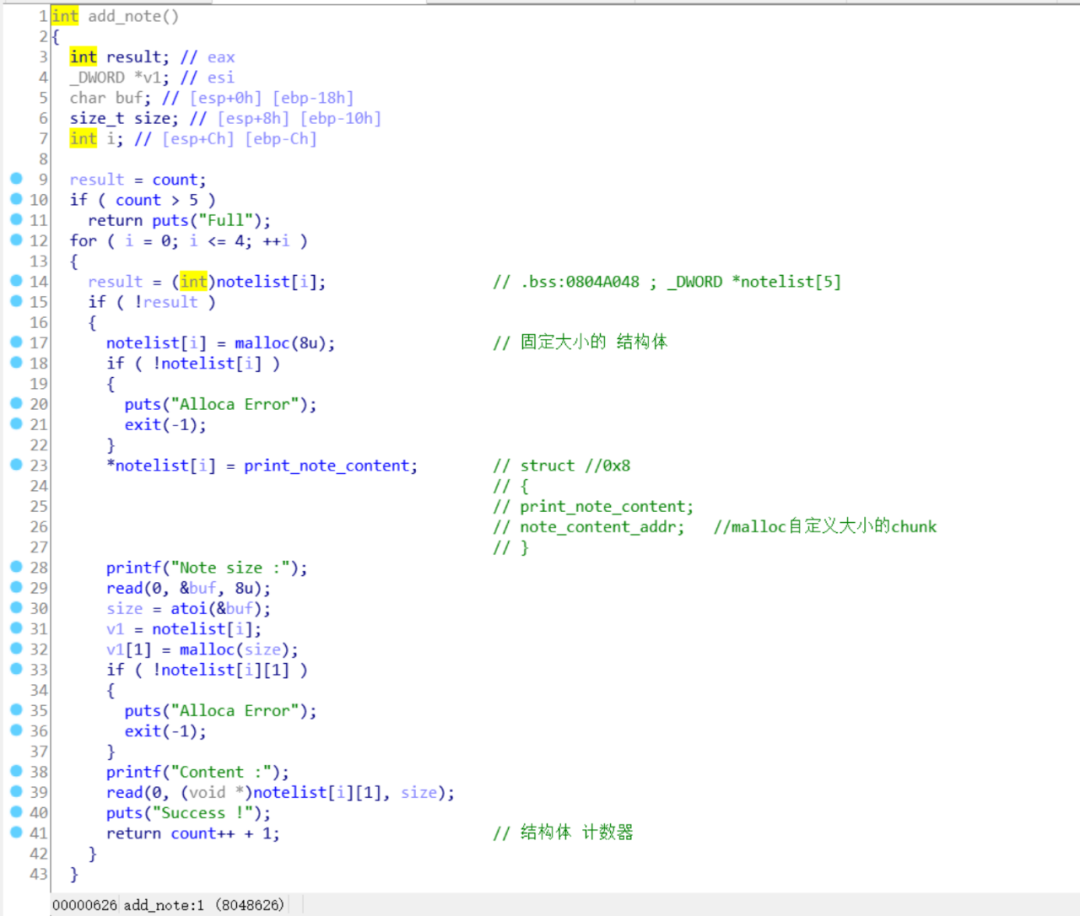 1 int add_note()
2 {
3 int result; // eax
4 _DWORD *v1; // esi
5 char buf; // [esp+0h] [ebp-18h]
6 size_t size; // [esp+8h] [ebp-10h]
7 int i; // [esp+Ch] [ebp-Ch]
8
9 result = count;
10 if ( count > 5 )
11 return puts("Full");
12 for ( i = 0; i <= 4; ++i )
13 {
14 result = (int)notelist[i]; // .bss:0804A048 ; _DWORD *notelist[5]
15 if ( !result )
16 {
17 notelist[i] = malloc(8u); // 固定大小的 结构体
18 if ( !notelist[i] )
19 {
20 puts("Alloca Error");
21 exit(-1);
22 }
23 *notelist[i] = print_note_content; // struct //0x8
24 // {
25 // print_note_content;
26 // note_content_addr; //malloc自定义大小的chunk
27 // }
28 printf("Note size :");
29 read(0, &buf, 8u);
30 size = atoi(&buf);
31 v1 = notelist[i];
32 v1[1] = malloc(size);
33 if ( !notelist[i][1] )
34 {
35 puts("Alloca Error");
36 exit(-1);
37 }
38 printf("Content :");
39 read(0, (void *)notelist[i][1], size);
40 puts("Success !");
41 return count++ + 1; // 结构体 计数器
42 }
43 }
00000626 add_note:1 (8048626)